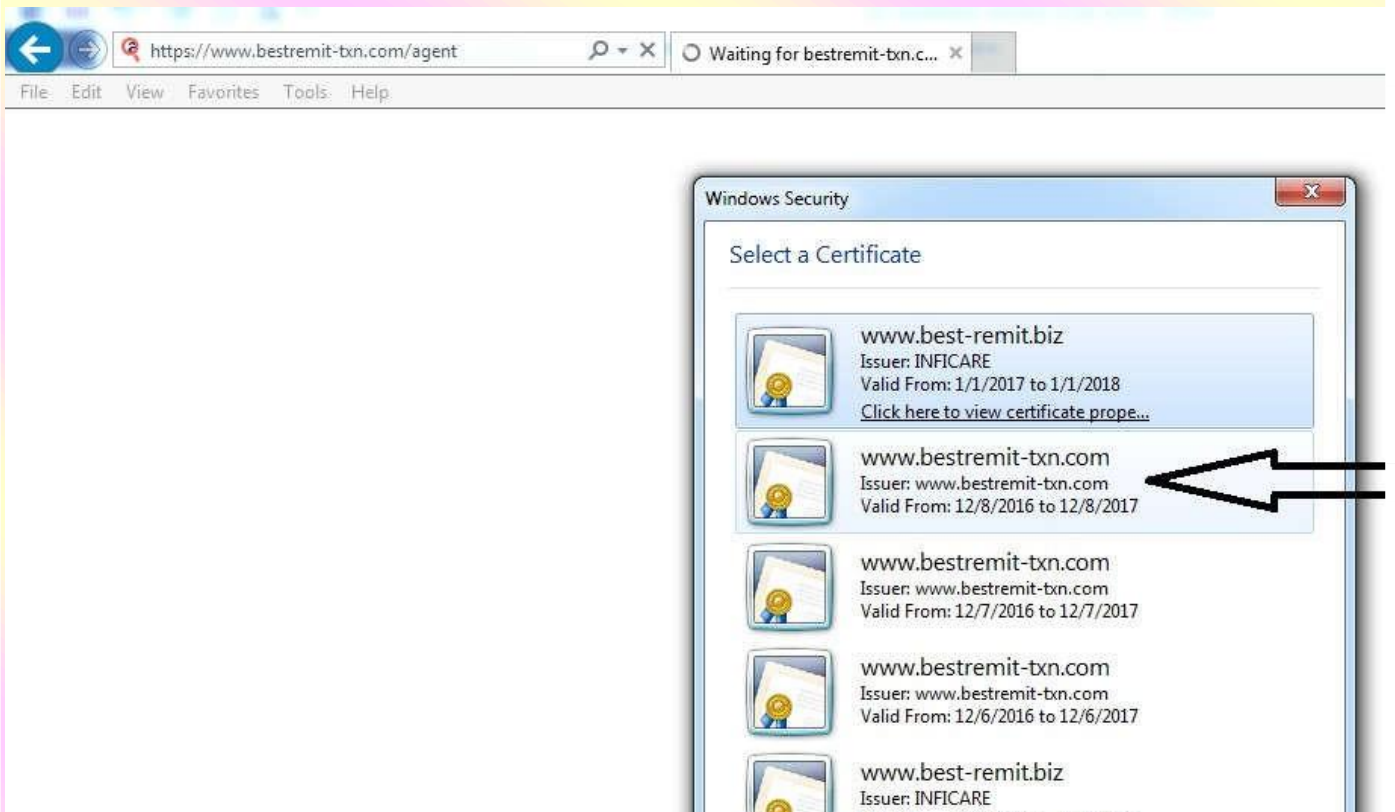 https://www.bestremit-txn.com/agent
Waiting for bestremit-txn.c...
File Edit View Favorites Tools Help
Windows Security
Select a Certificate
www.best-remit.biz
Issuer: INFICARE
Valid From: 1/1/2017 to 1/1/2018
Click here to view certificate prope...
www.bestremit-txn.com
Issuer: www.bestremit-txn.com
Valid From: 12/8/2016 to 12/8/2017
www.bestremit-txn.com
Issuer: www.bestremit-txn.com
Valid From: 12/7/2016 to 12/7/2017
www.bestremit-txn.com
Issuer: www.bestremit-txn.com
Valid From: 12/6/2016 to 12/6/2017
www.best-remit.biz
Issuer: INFICARE